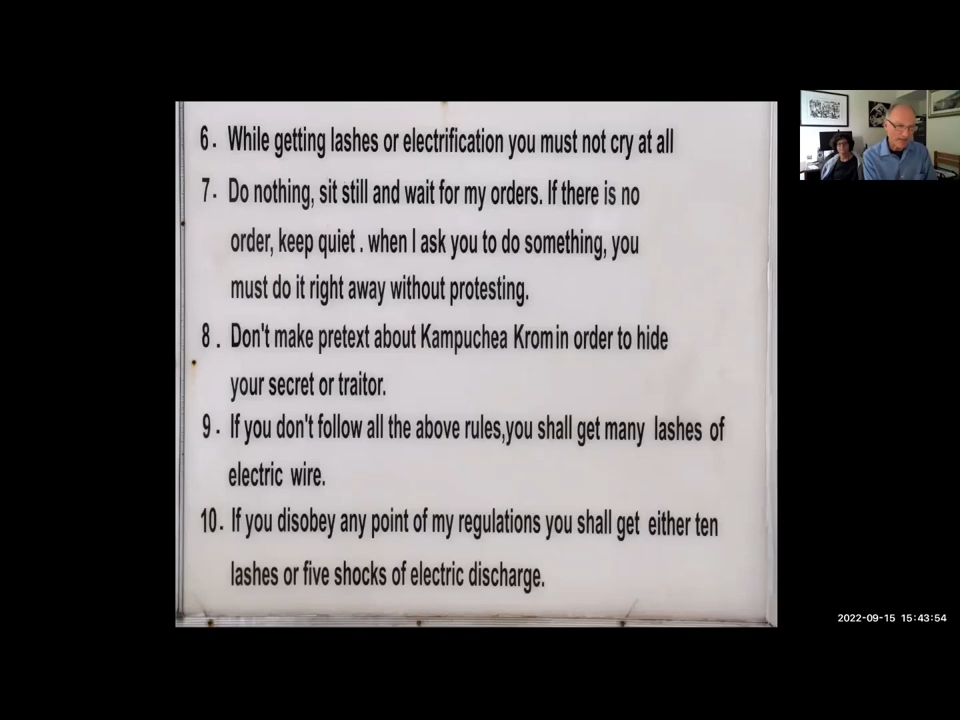 6. While getting lashes or electrification you must not cry at all
7. Do nothing, sit still and wait for my orders. If there is no
order, keep quiet . when I ask you to do something, you
must do it right away without protesting.
8 . Don't make pretext about Kampuchea Krom in order to hide
your secret or traitor.
9. If you don't follow all the above rules,you shall get many lashes of
electric wire.
10. If you disobey any point of my regulations you shall get either ten
lashes or five shocks of electric discharge.
2022-09-15 15:43:54